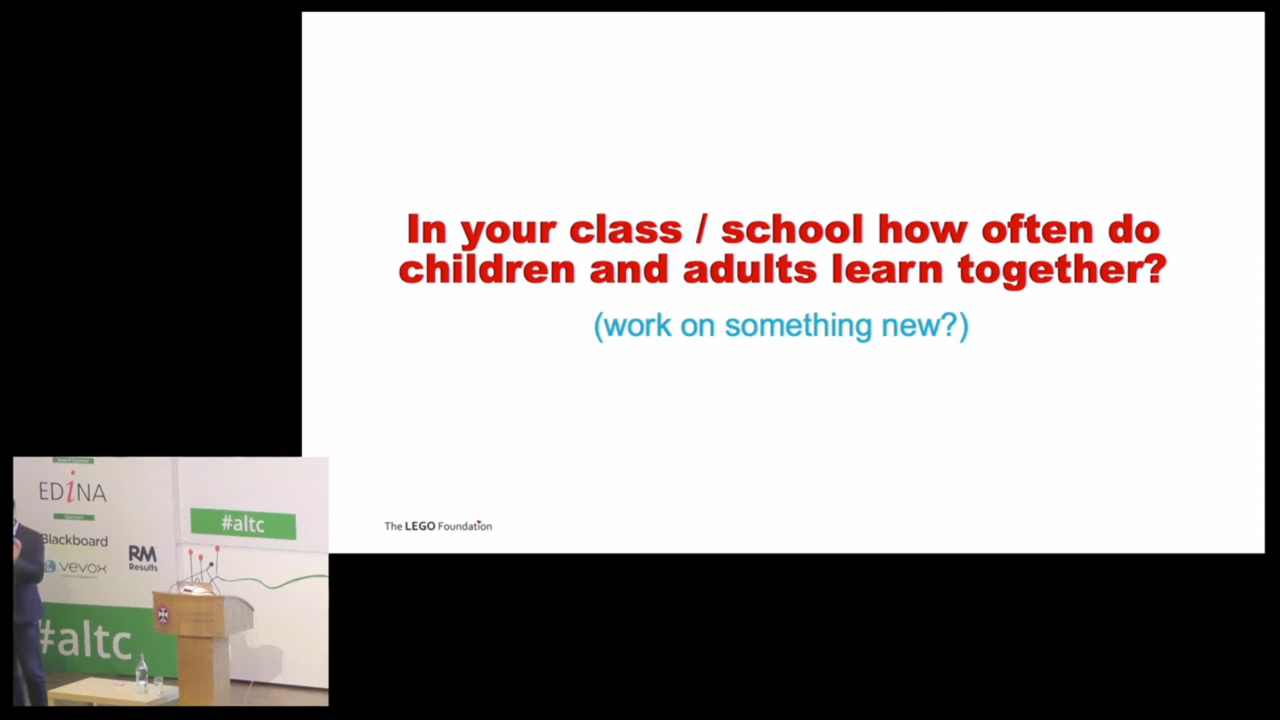 In your class / school how often do
children and adults learn together?
(work on something new?)
The LEGO Foundation
EDiNA
Blackboard
vevox
RM
Results
#altc
#altc